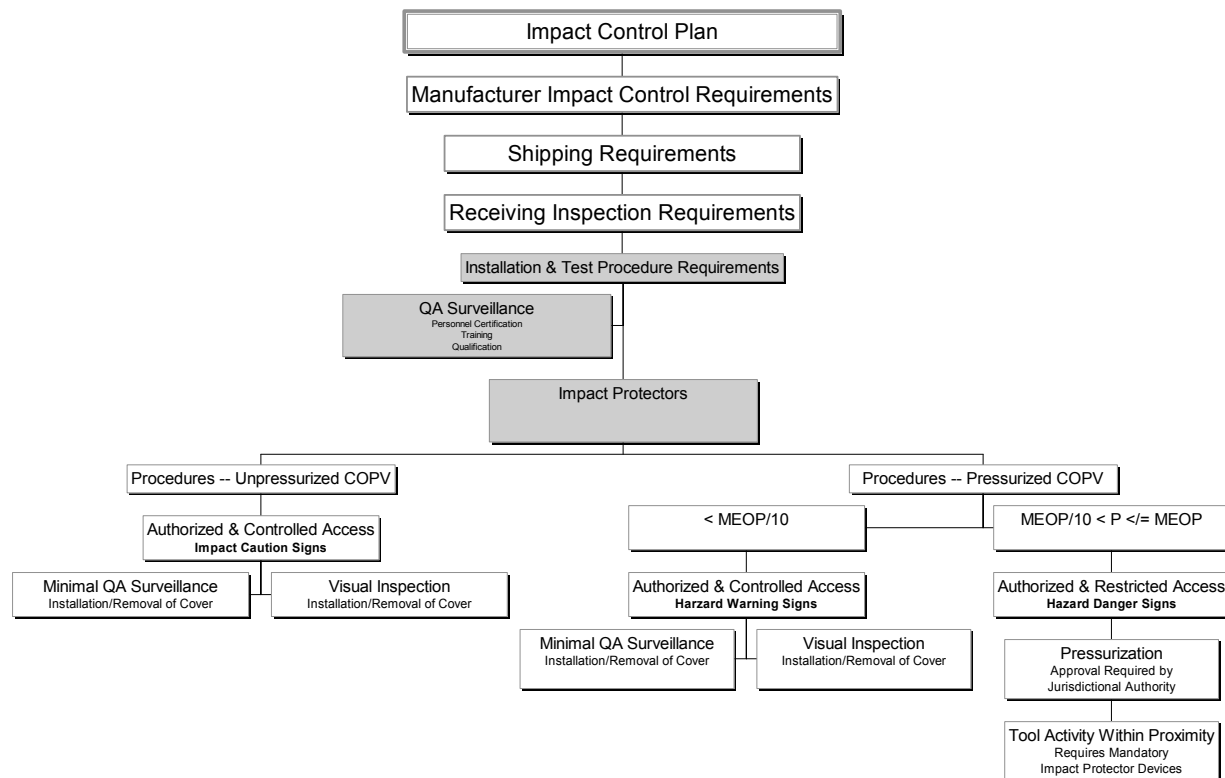 Impact Control Plan
Manufacturer Impact Control Requirements
Shipping Requirements
Receiving Inspection Requirements
Installation & Test Procedure Requirements
QA Surveillance
Personnel Certification
Training
Qualification
Impact Protectors
Procedures -- Unpressurized COPV
Authorized & Controlled Access
Impact Caution Signs
Minimal QA Surveillance
Installation/Removal of Cover
Visual Inspection
Installation/Removal of Cover
Procedures -- Pressurized COPV
< MEOP/10
Authorized & Controlled Access
Harzard Warning Signs
Minimal QA Surveillance
Installation/Removal of Cover
Visual Inspection
Installation/Removal of Cover
MEOP/10 < P </= MEOP
Authorized & Restricted Access
Hazard Danger Signs
Pressurization
Approval Required by
Jurisdictional Authority
Tool Activity Within Proximity
Requires Mandatory
Impact Protector Devices